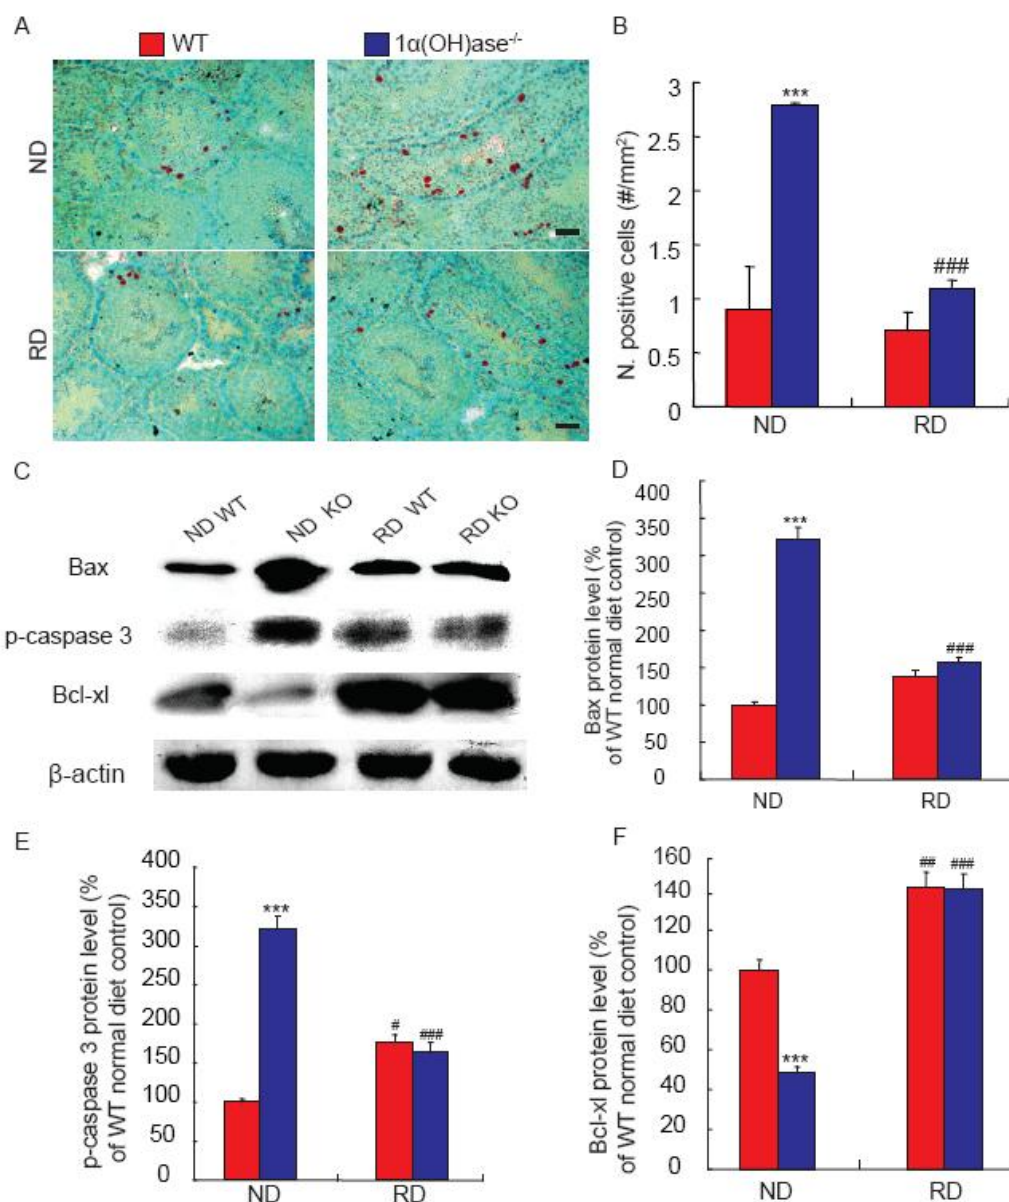 A
WT
1α(OH)ase-/-
ND
RD
B
N. positive cells (#/mm²)
3
2.5
2
1.5
1
0.5
0
***
###
ND
RD
C
ND WT
ND KO
RD WT
RD KO
Bax
p-caspase 3
Bcl-xl
β-actin
D
Bax protein level (%
of WT normal diet control)
400
350
300
250
200
150
100
50
0
***
###
ND
RD
E
p-caspase 3 protein level (%
of WT normal diet control)
400
350
300
250
200
150
100
50
0
***
#
###
ND
RD
F
Bcl-xl protein level (%
of WT normal diet control)
160
140
120
100
80
60
40
20
0
***
##
###
ND
RD